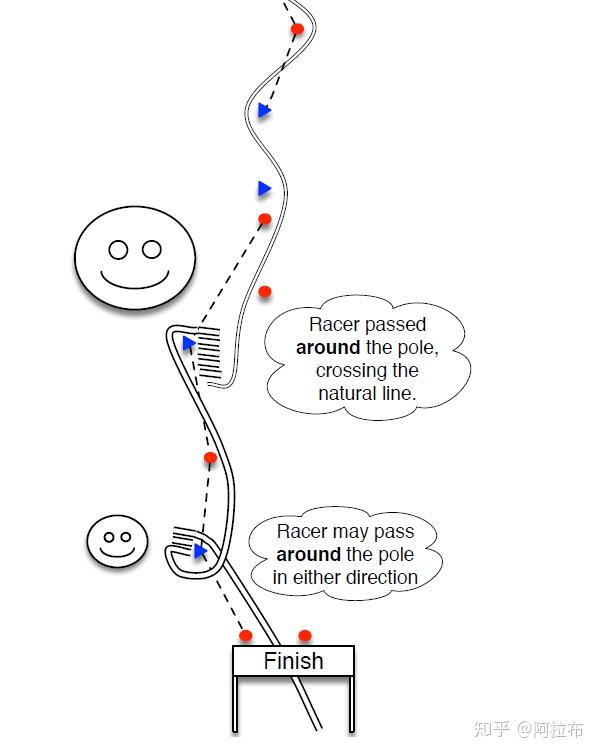 Racer passed
around the pole,
crossing the
natural line.
Racer may pass
around the pole
in either direction
Finish
知乎 @阿拉布